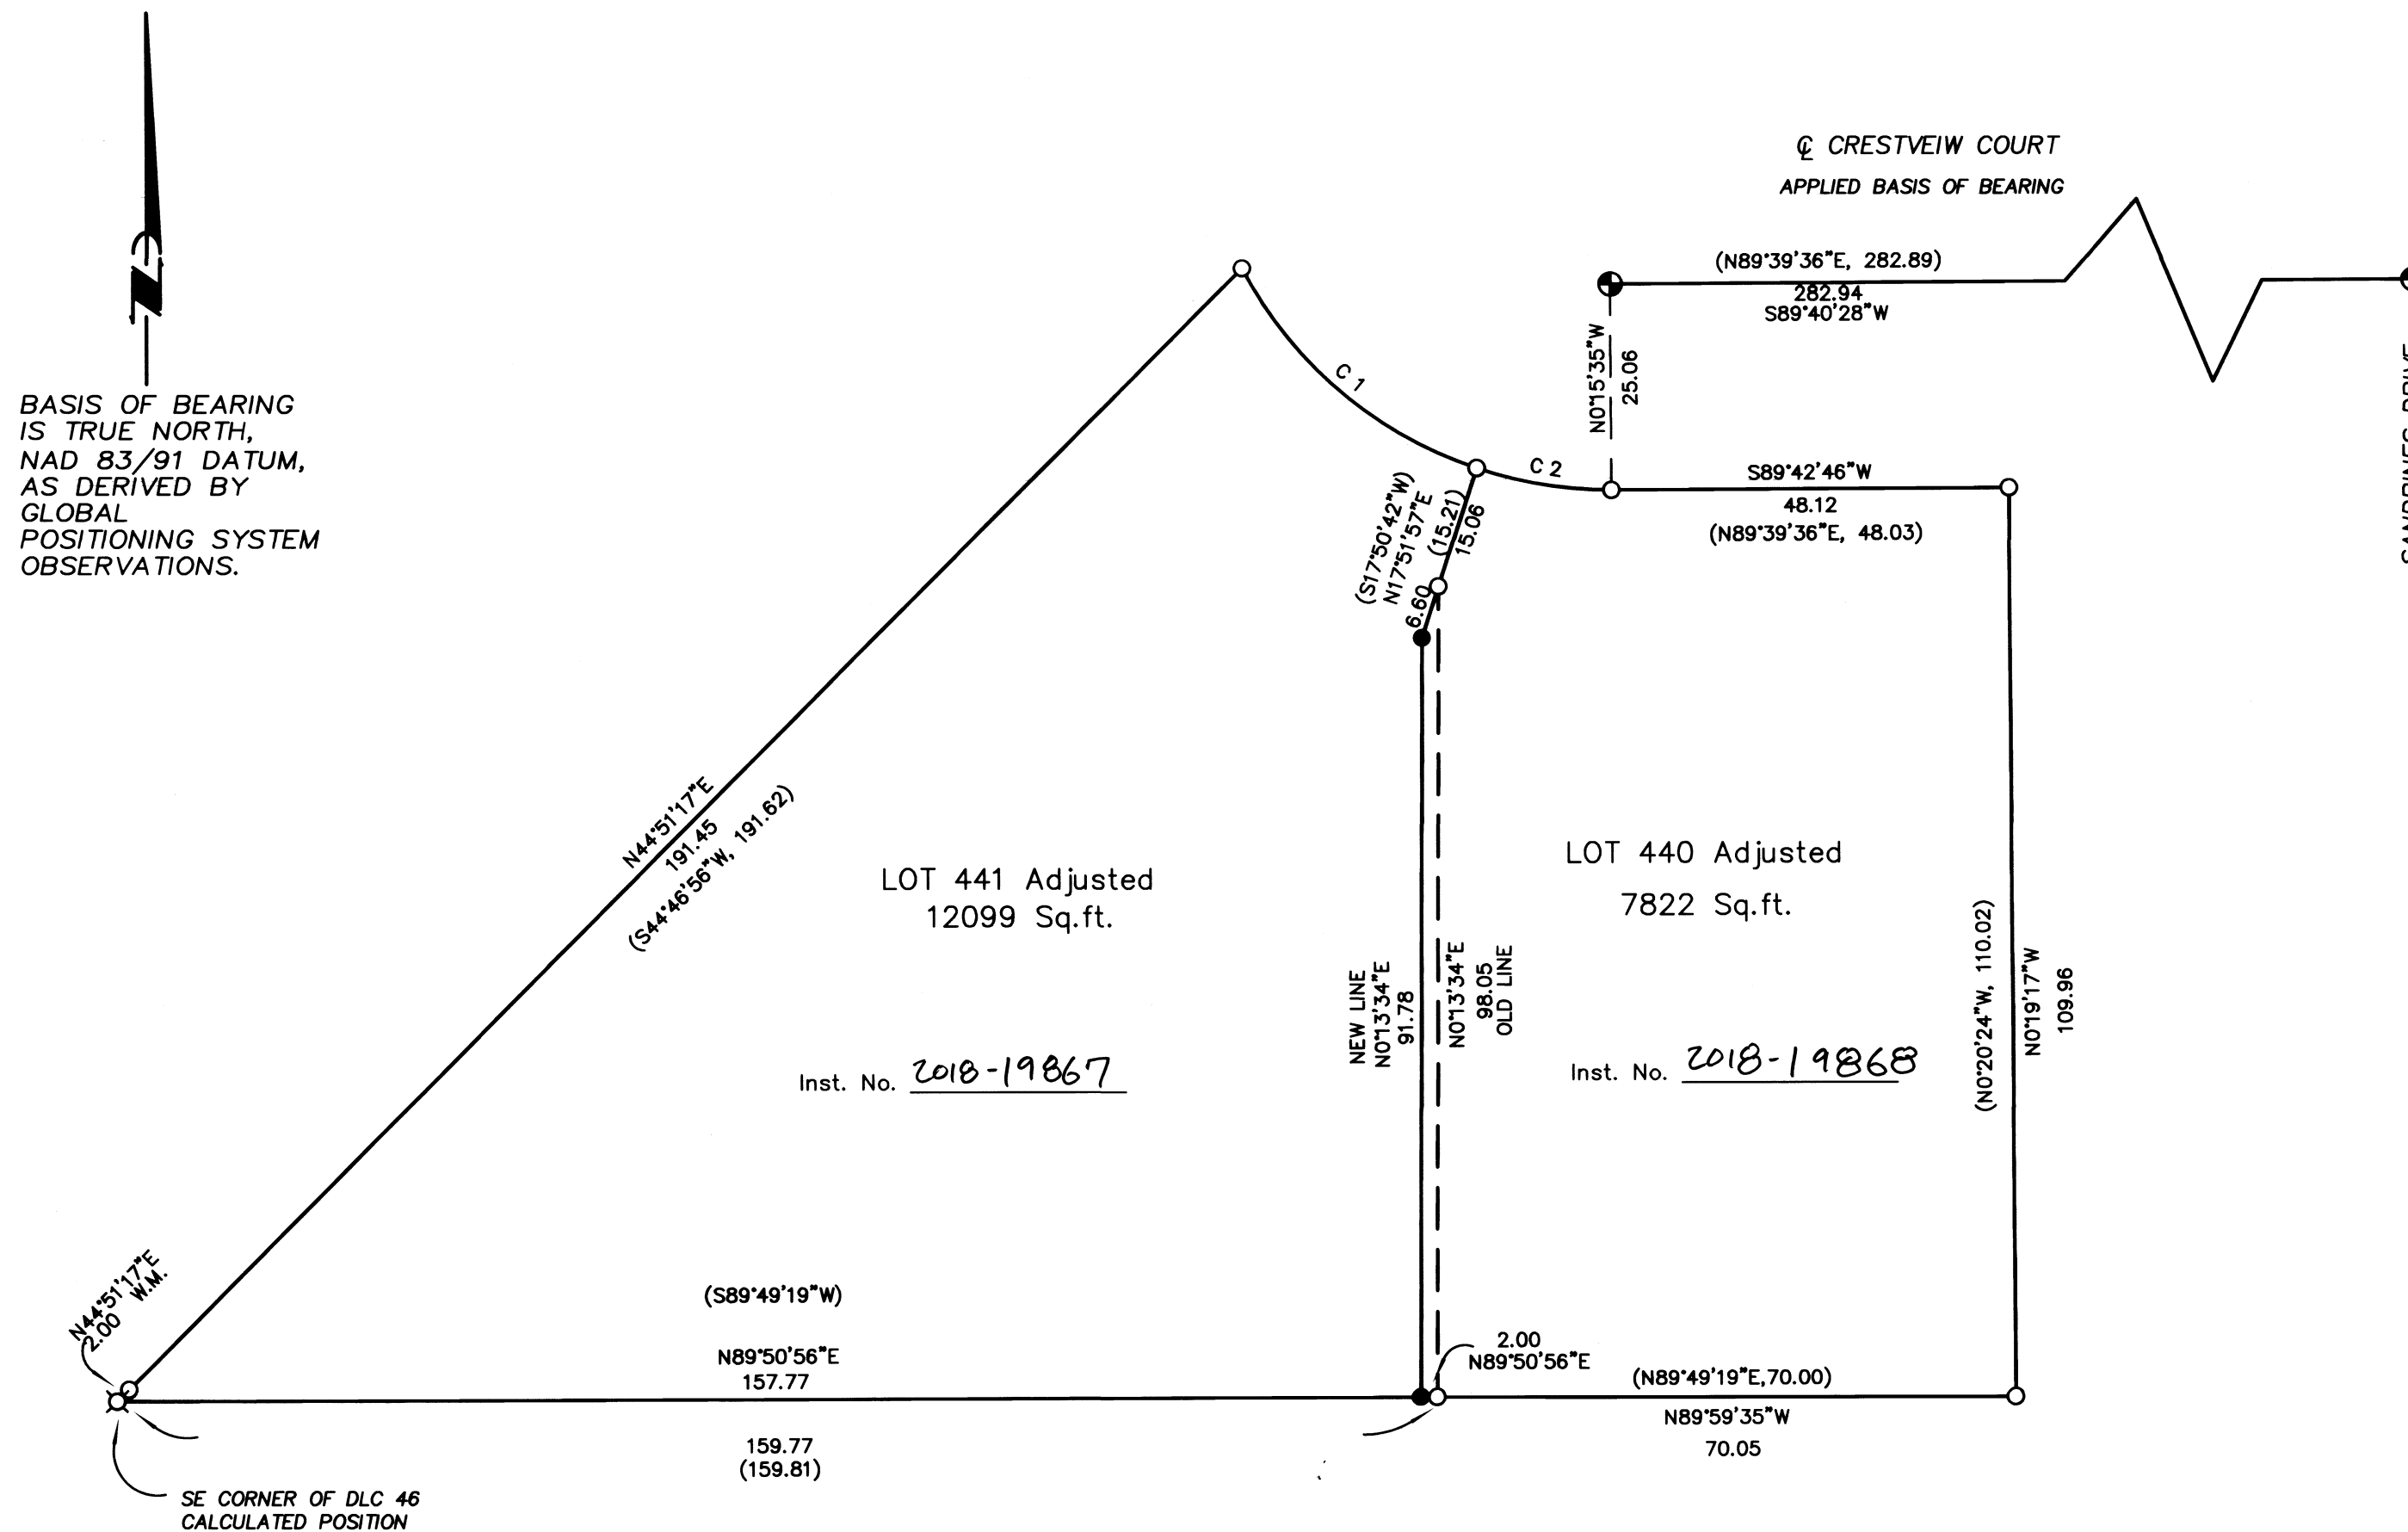 BASIS OF BEARING
IS TRUE NORTH,
NAD 83/91 DATUM,
AS DERIVED BY
GLOBAL
POSITIONING SYSTEM
OBSERVATIONS.
℄ CRESTVEIW COURT
APPLIED BASIS OF BEARING
(N89°39'36"E, 282.89)
282.94
S89°40'28"W
N0°15'35"W
25.06
C 1
C 2
S89°42'46"W
48.12
(N89°39'36"E, 48.03)
(S17°50'42"W)
N17°51'57"E
(15.21)
15.06
6.60
N44°51'17"E
191.45
(S44°46'56"W, 191.62)
LOT 441 Adjusted
12099 Sq.ft.
Inst. No. 2018-19867
LOT 440 Adjusted
7822 Sq.ft.
Inst. No. 2018-19868
NEW LINE
N0°13'34"E
91.78
N0°13'34"E
98.05
OLD LINE
(N0°20'24"W, 110.02)
N0°19'17"W
109.96
N44°51'17"E
2.00 W.M.
(S89°49'19"W)
N89°50'56"E
157.77
159.77
(159.81)
2.00
N89°50'56"E
(N89°49'19"E,70.00)
N89°59'35"W
70.05
SE CORNER OF DLC 46
CALCULATED POSITION